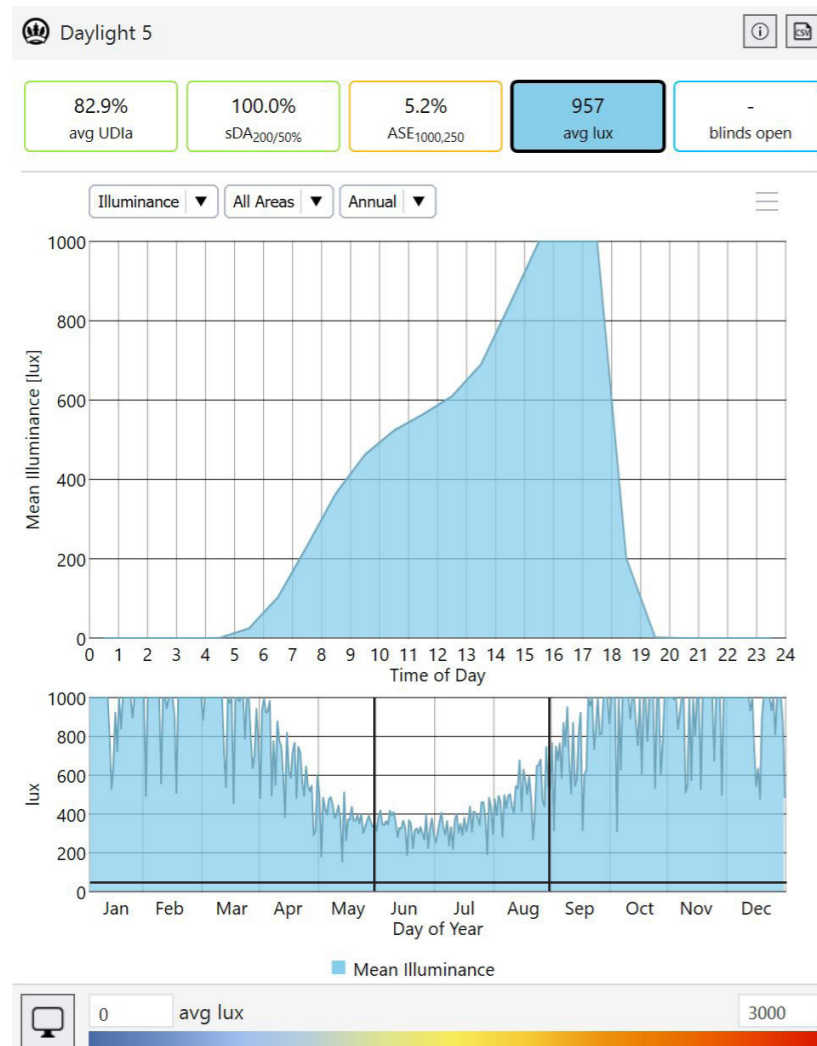 Daylight 5
CSV
82.9%
avg UDIa
100.0%
sDA200/50%
5.2%
ASE1000,250
957
avg lux
-
blinds open
Illuminance ▼
All Areas ▼
Annual ▼
Mean Illuminance [lux]
1000
800
600
400
200
0
0 1 2 3 4 5 6 7 8 9 10 11 12 13 14 15 16 17 18 19 20 21 22 23 24
Time of Day
lux
1000
800
600
400
200
0
Jan Feb Mar Apr May Jun Jul Aug Sep Oct Nov Dec
Day of Year
Mean Illuminance
0 avg lux 3000